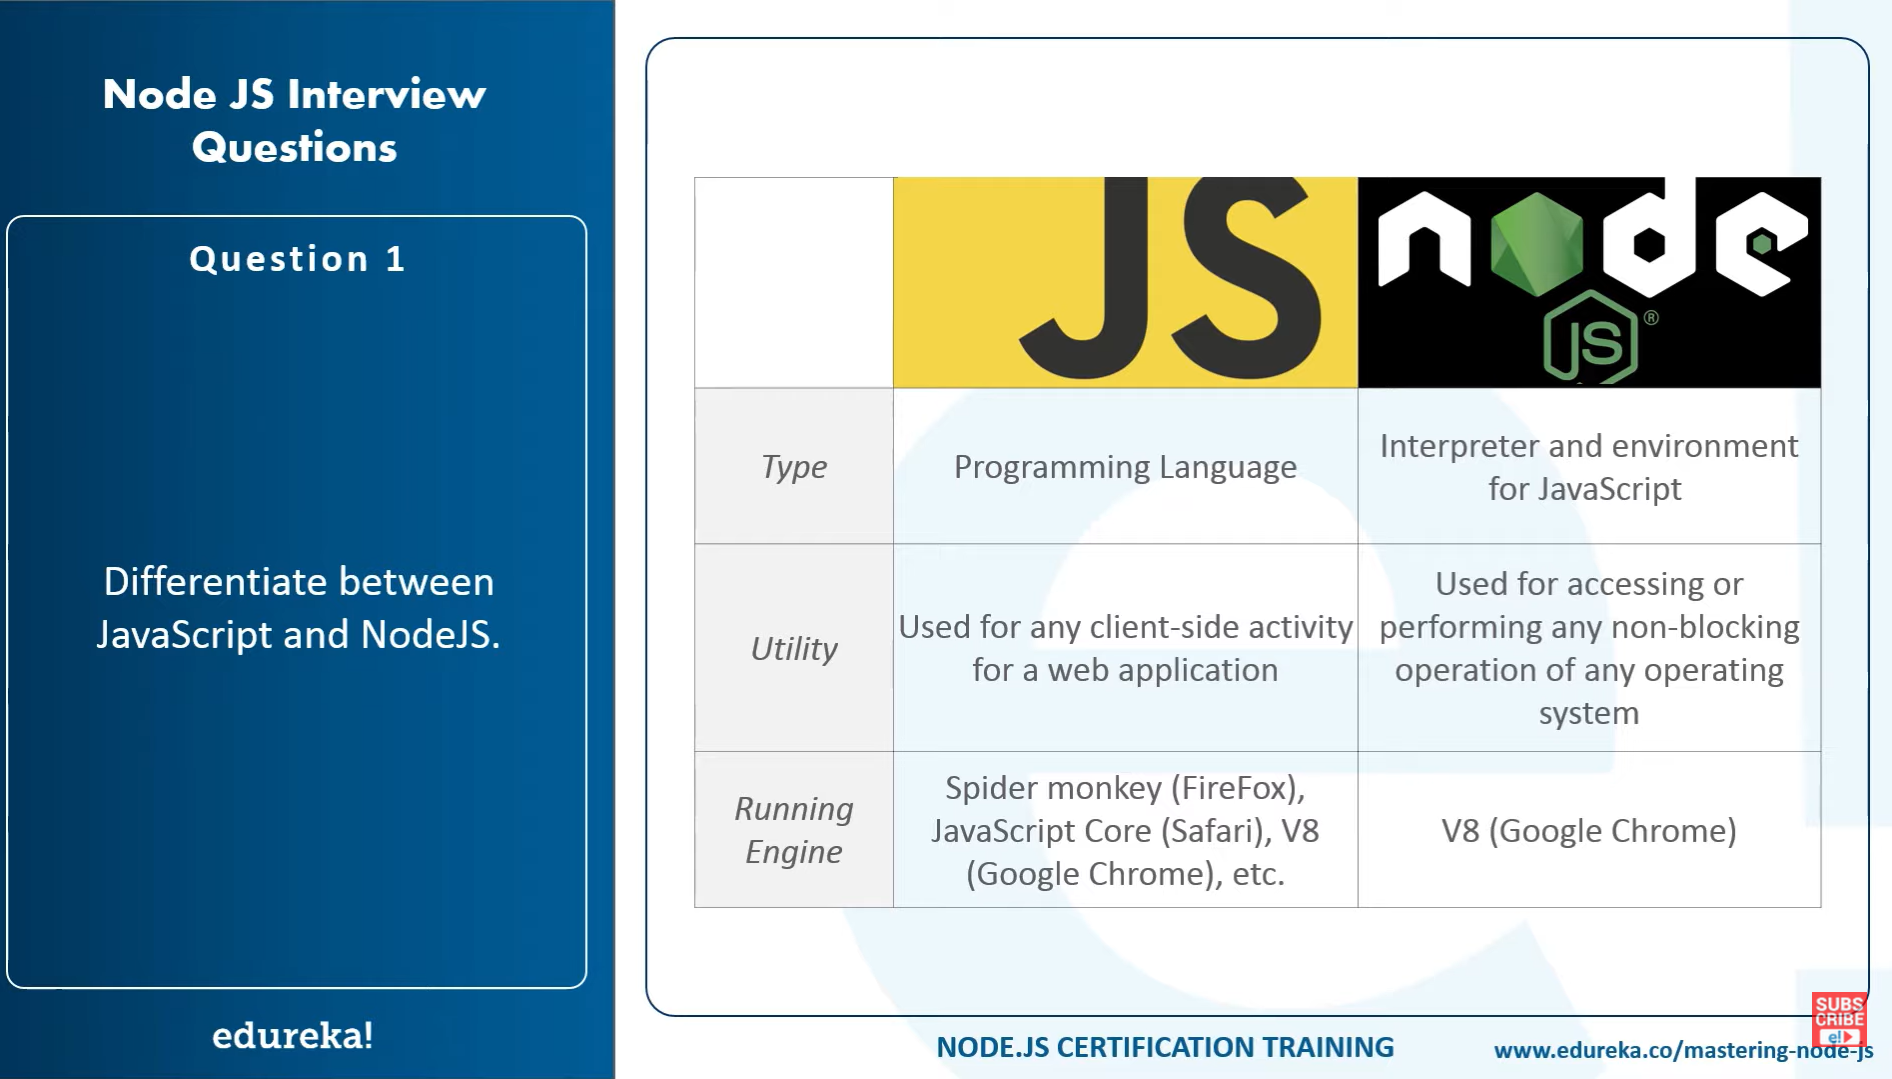 Node JS Interview
Questions
Question 1
Differentiate between
JavaScript and NodeJS.
edureka!
JS
node
JS ®
Type
Programming Language
Interpreter and environment
for JavaScript
Utility
Used for any client-side activity
for a web application
Used for accessing or
performing any non-blocking
operation of any operating
system
Running
Engine
Spider monkey (FireFox),
JavaScript Core (Safari), V8
(Google Chrome), etc.
V8 (Google Chrome)
NODE.JS CERTIFICATION TRAINING
www.edureka.co/mastering-node-js
SUBS
CRIBE
e!